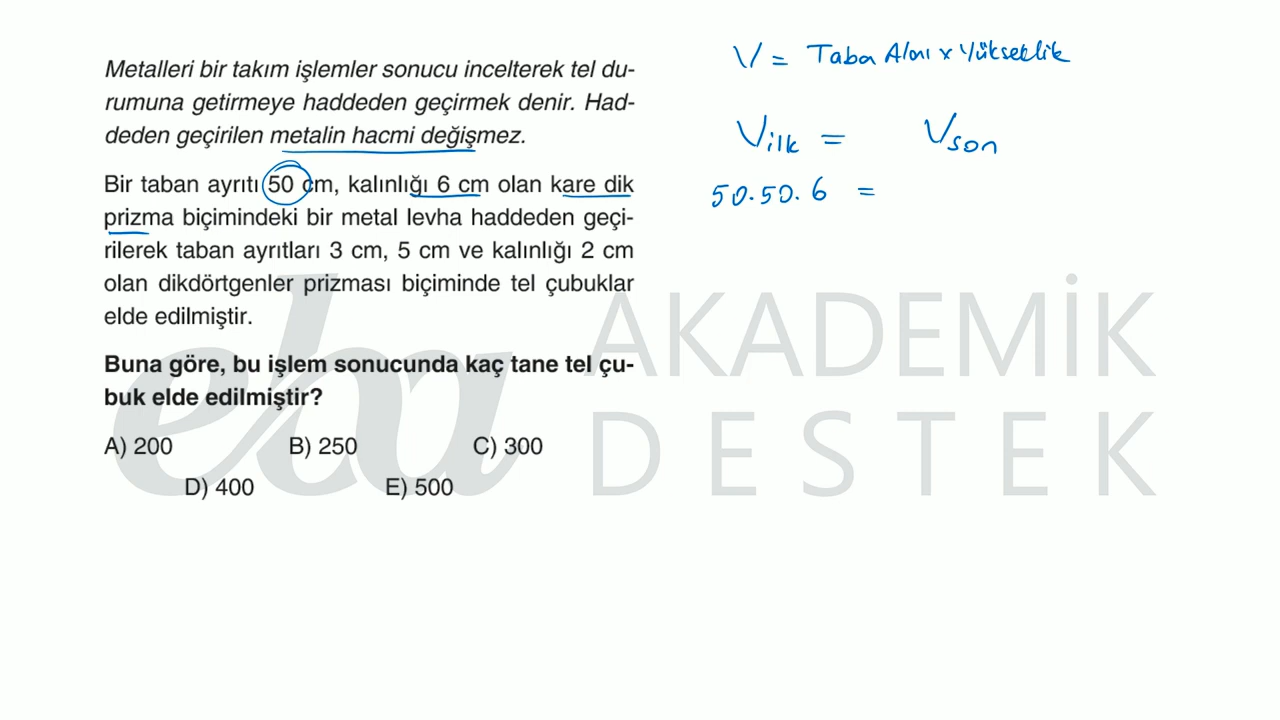 Metalleri bir takım işlemler sonucu incelterek tel du-
rumuna getirmeye haddeden geçirmek denir. Had-
deden geçirilen metalin hacmi değişmez.
Bir taban ayrıtı 50 cm, kalınlığı 6 cm olan kare dik
prizma biçimindeki bir metal levha haddeden geçi-
rilerek taban ayrıtları 3 cm, 5 cm ve kalınlığı 2 cm
olan dikdörtgenler prizması biçiminde tel çubuklar
elde edilmiştir.
Buna göre, bu işlem sonucunda kaç tane tel çu-
buk elde edilmiştir?
A) 200 B) 250 C) 300
D) 400 E) 500
V = Taban Alanı x Yükseklik
Vilk = Vson
50.50.6 =
eba AKADEMİK
DESTEK